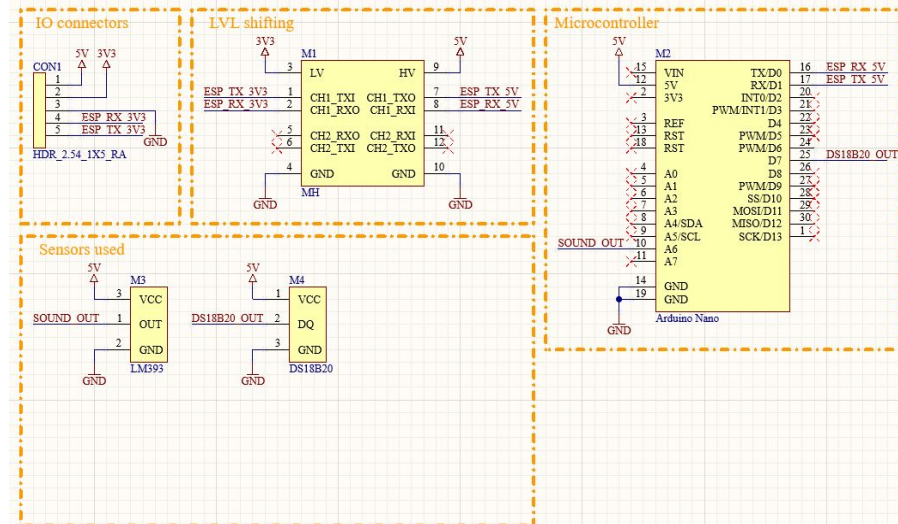 IO connectors
5V 3V3
CON1
1
2
3
4 ESP_RX_3V3
5 ESP_TX_3V3
GND
HDR_2.54_1X5_RA
LVL shifting
3V3 5V
M1
3 LV HV 9
ESP_TX_3V3 1 CH1_TXI CH1_TXO 7 ESP_TX_5V
ESP_RX_3V3 2 CH1_RXO CH1_RXI 8 ESP_RX_5V
5 CH2_RXO CH2_RXI 11
6 CH2_TXI CH2_TXO 12
4 GND GND 10
GND MH GND
Microcontroller
5V M2
15 VIN TX/D0 16 ESP_RX_5V
12 5V RX/D1 17 ESP_TX_5V
2 3V3 INT0/D2 20
PWM/INT1/D3 21
3 REF D4 22
13 RST PWM/D5 23
18 RST PWM/D6 24
D7 25 DS18B20_OUT
4 A0 D8 26
5 A1 PWM/D9 27
6 A2 SS/D10 28
7 A3 MOSI/D11 29
8 A4/SDA MISO/D12 30
9 A5/SCL SCK/D13 1
SOUND_OUT 10 A6
11 A7
14 GND
19 GND
GND Arduino Nano
Sensors used
5V M3
3 VCC
SOUND_OUT 1 OUT
2 GND
GND LM393
5V M4
1 VCC
DS18B20_OUT 2 DQ
3 GND
GND DS18B20